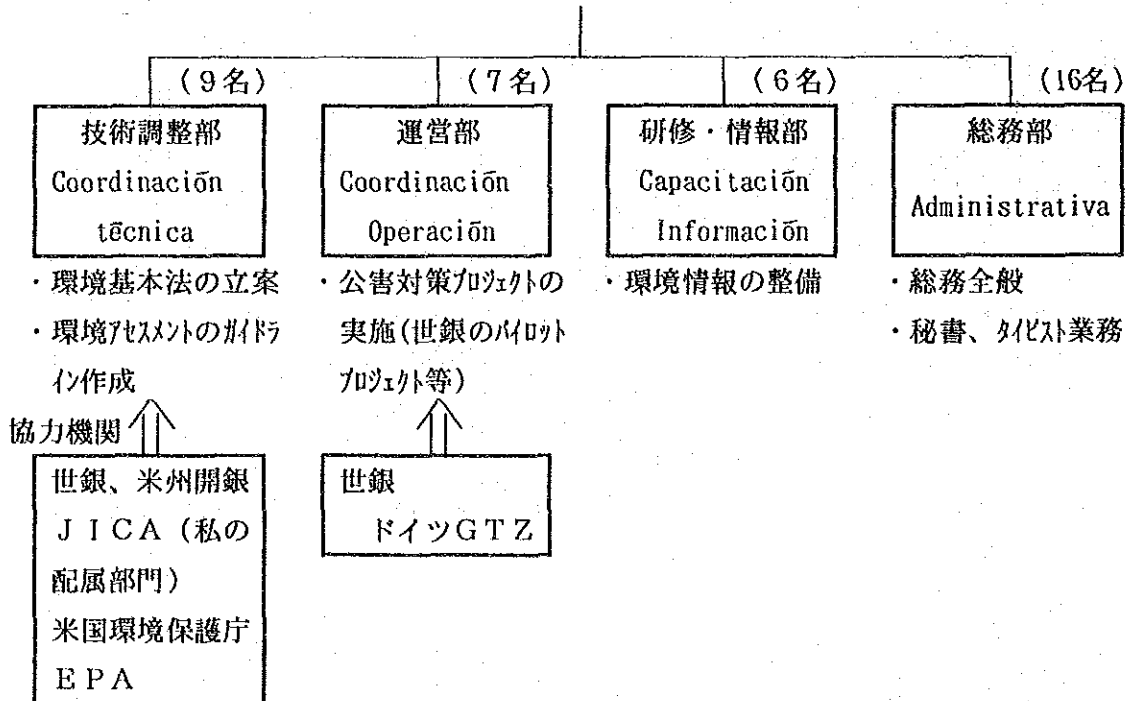 (9名)
技術調整部
Coordinaciōn
tēcnica
・環境基本法の立案
・環境ｱｾｽﾒﾝﾄのｶﾞｲﾄﾞﾗ
ｲﾝ作成
協力機関
世銀、米州開銀
ＪＩＣＡ（私の
配属部門）
米国環境保護庁
ＥＰＡ
(7名)
運営部
Coordinaciōn
Operaciōn
・公害対策ﾌﾟﾛｼﾞｪｸﾄの
実施(世銀のﾊﾟｲﾛｯﾄ
ﾌﾟﾛｼﾞｪｸﾄ等)
世銀
ドイツＧＴＺ
(6名)
研修・情報部
Capacitaciōn
Informaciōn
・環境情報の整備
(16名)
総務部
Administrativa
・総務全般
・秘書、ﾀｲﾋﾟｽﾄ業務